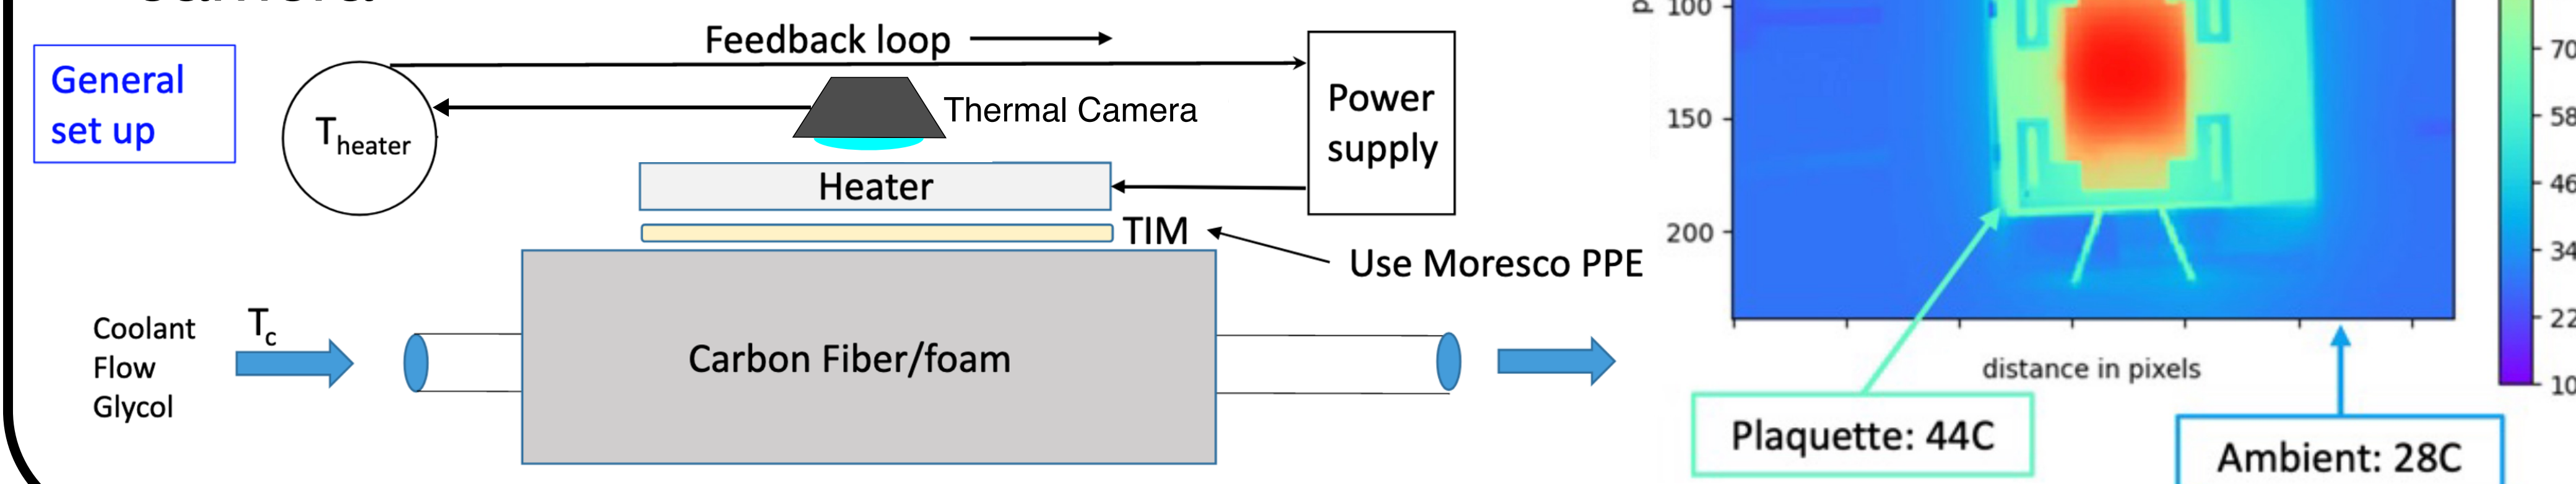 General
set up
Feedback loop
T heater
Thermal Camera
Power
supply
Heater
TIM
Use Moresco PPE
Coolant
Flow
Glycol
Tc
Carbon Fiber/foam
100
150
200
distance in pixels
Plaquette: 44C
Ambient: 28C
70
58
46
34
22
10